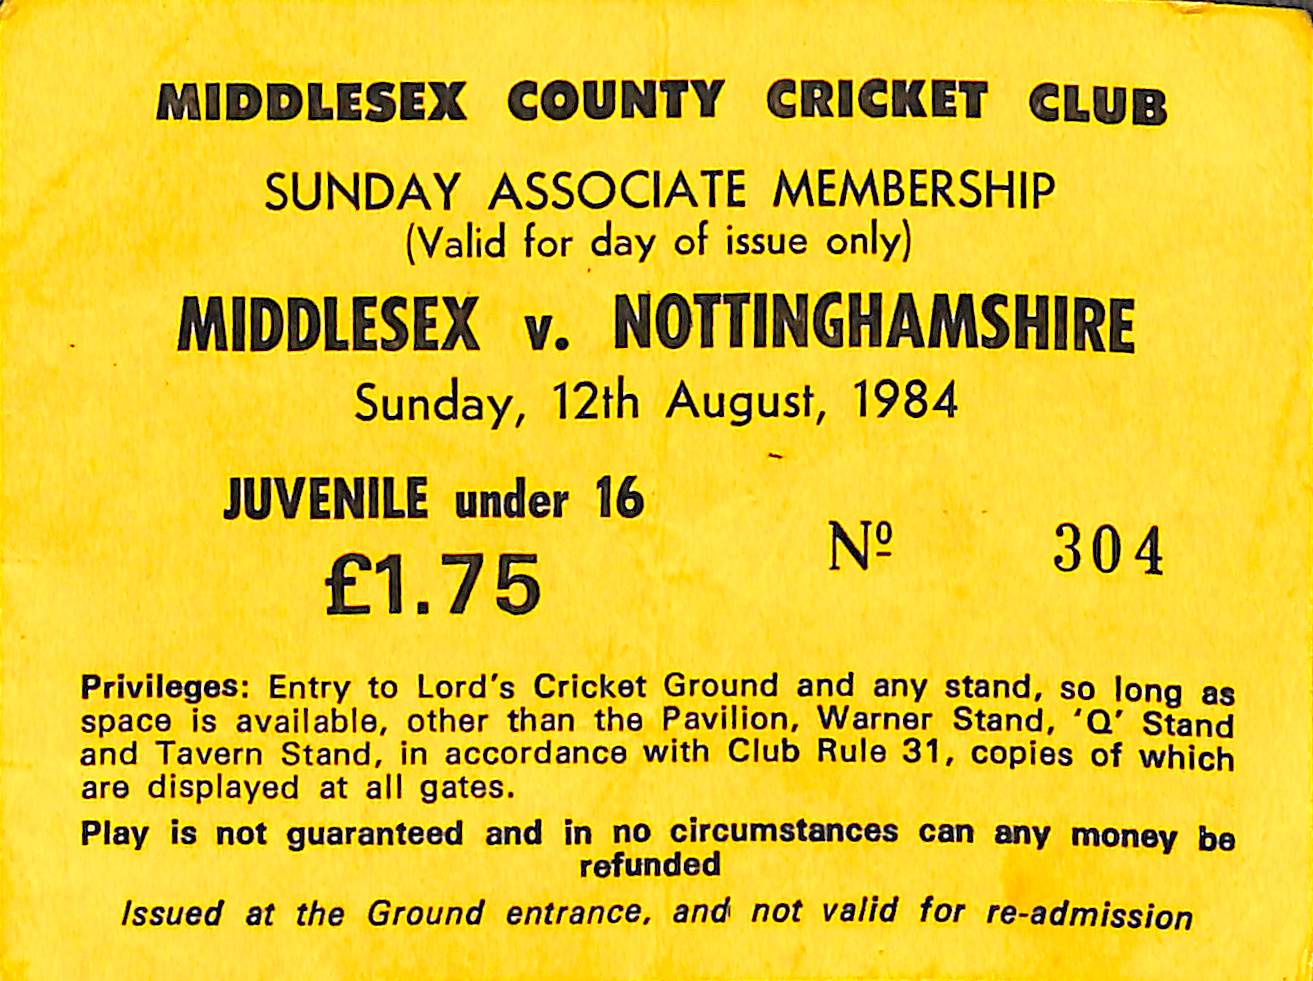 MIDDLESEX COUNTY CRICKET CLUB
SUNDAY ASSOCIATE MEMBERSHIP
(Valid for day of issue only)
MIDDLESEX v. NOTTINGHAMSHIRE
Sunday, 12th August, 1984
JUVENILE under 16
£1.75
Nº 304
Privileges: Entry to Lord's Cricket Ground and any stand, so long as
space is available, other than the Pavilion, Warner Stand, 'Q' Stand
and Tavern Stand, in accordance with Club Rule 31, copies of which
are displayed at all gates.
Play is not guaranteed and in no circumstances can any money be
refunded
Issued at the Ground entrance, and not valid for re-admission